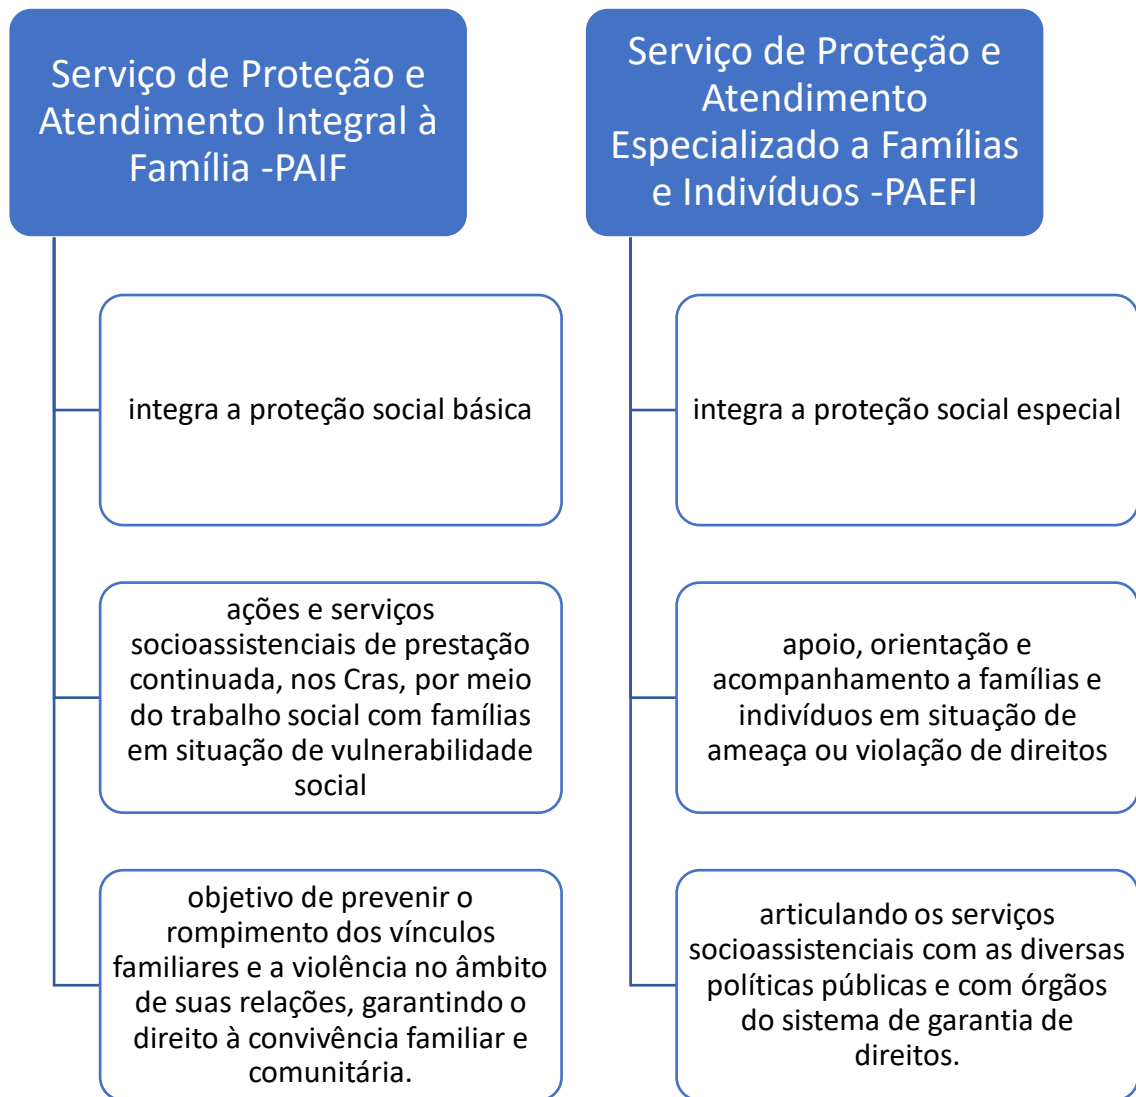 Serviço de Proteção e
Atendimento Integral à
Família -PAIF
integra a proteção social básica
ações e serviços
socioassistenciais de prestação
continuada, nos Cras, por meio
do trabalho social com famílias
em situação de vulnerabilidade
social
objetivo de prevenir o
rompimento dos vínculos
familiares e a violência no âmbito
de suas relações, garantindo o
direito à convivência familiar e
comunitária.
Serviço de Proteção e
Atendimento
Especializado a Famílias
e Indivíduos -PAEFI
integra a proteção social especial
apoio, orientação e
acompanhamento a famílias e
indivíduos em situação de
ameaça ou violação de direitos
articulando os serviços
socioassistenciais com as diversas
políticas públicas e com órgãos
do sistema de garantia de
direitos.